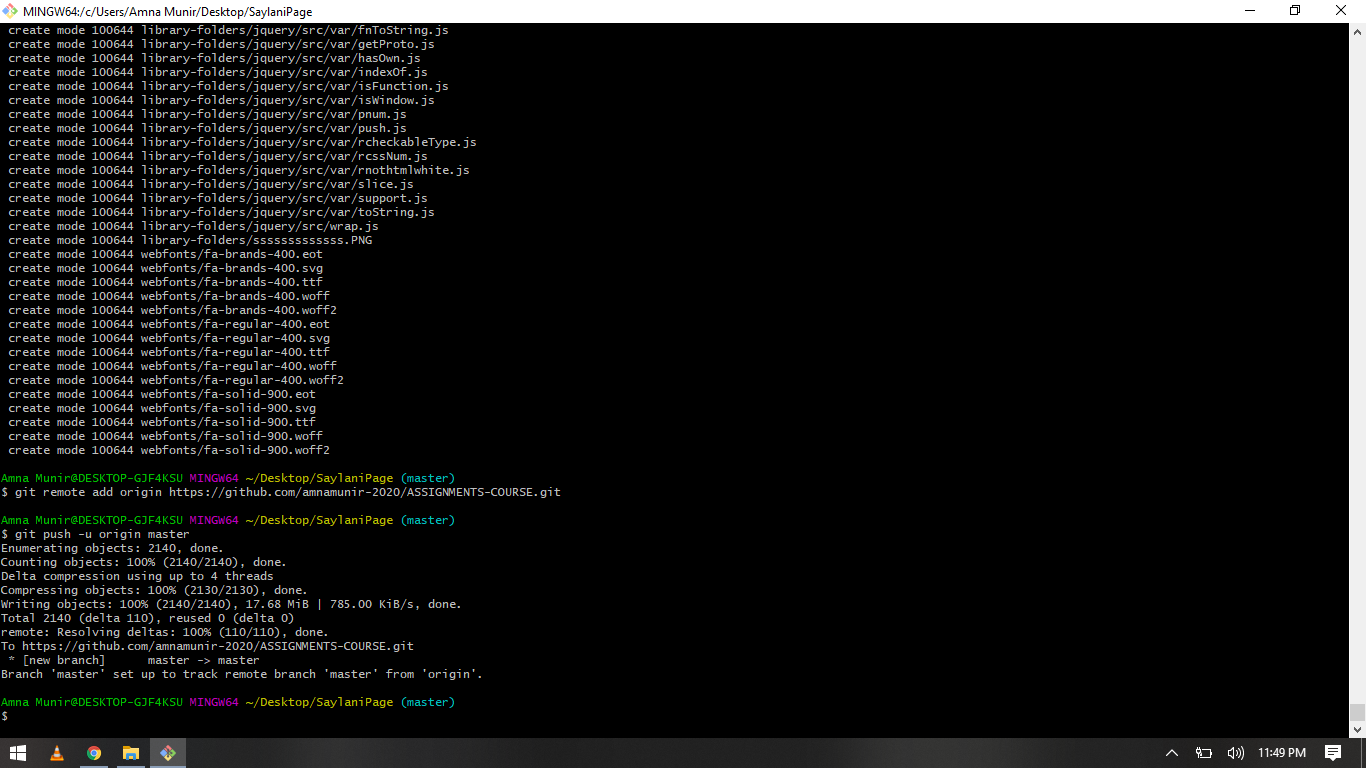 MINGW64:/c/Users/Amna Munir/Desktop/SaylaniPage
create mode 100644 library-folders/jquery/src/var/fnToString.js
create mode 100644 library-folders/jquery/src/var/getProto.js
create mode 100644 library-folders/jquery/src/var/hasOwn.js
create mode 100644 library-folders/jquery/src/var/indexOf.js
create mode 100644 library-folders/jquery/src/var/isFunction.js
create mode 100644 library-folders/jquery/src/var/isWindow.js
create mode 100644 library-folders/jquery/src/var/pnum.js
create mode 100644 library-folders/jquery/src/var/push.js
create mode 100644 library-folders/jquery/src/var/rcheckableType.js
create mode 100644 library-folders/jquery/src/var/rcssNum.js
create mode 100644 library-folders/jquery/src/var/rnothtmlwhite.js
create mode 100644 library-folders/jquery/src/var/slice.js
create mode 100644 library-folders/jquery/src/var/support.js
create mode 100644 library-folders/jquery/src/var/toString.js
create mode 100644 library-folders/jquery/src/wrap.js
create mode 100644 library-folders/sssssssssssss.PNG
create mode 100644 webfonts/fa-brands-400.eot
create mode 100644 webfonts/fa-brands-400.svg
create mode 100644 webfonts/fa-brands-400.ttf
create mode 100644 webfonts/fa-brands-400.woff
create mode 100644 webfonts/fa-brands-400.woff2
create mode 100644 webfonts/fa-regular-400.eot
create mode 100644 webfonts/fa-regular-400.svg
create mode 100644 webfonts/fa-regular-400.ttf
create mode 100644 webfonts/fa-regular-400.woff
create mode 100644 webfonts/fa-regular-400.woff2
create mode 100644 webfonts/fa-solid-900.eot
create mode 100644 webfonts/fa-solid-900.svg
create mode 100644 webfonts/fa-solid-900.ttf
create mode 100644 webfonts/fa-solid-900.woff
create mode 100644 webfonts/fa-solid-900.woff2
Amna Munir@DESKTOP-GJF4KSU MINGW64 ~/Desktop/SaylaniPage (master)
$ git remote add origin https://github.com/amnamunir-2020/ASSIGNMENTS-COURSE.git
Amna Munir@DESKTOP-GJF4KSU MINGW64 ~/Desktop/SaylaniPage (master)
$ git push -u origin master
Enumerating objects: 2140, done.
Counting objects: 100% (2140/2140), done.
Delta compression using up to 4 threads
Compressing objects: 100% (2130/2130), done.
Writing objects: 100% (2140/2140), 17.68 MiB | 785.00 KiB/s, done.
Total 2140 (delta 110), reused 0 (delta 0)
remote: Resolving deltas: 100% (110/110), done.
To https://github.com/amnamunir-2020/ASSIGNMENTS-COURSE.git
* [new branch]      master -> master
Branch 'master' set up to track remote branch 'master' from 'origin'.
Amna Munir@DESKTOP-GJF4KSU MINGW64 ~/Desktop/SaylaniPage (master)
$
11:49 PM